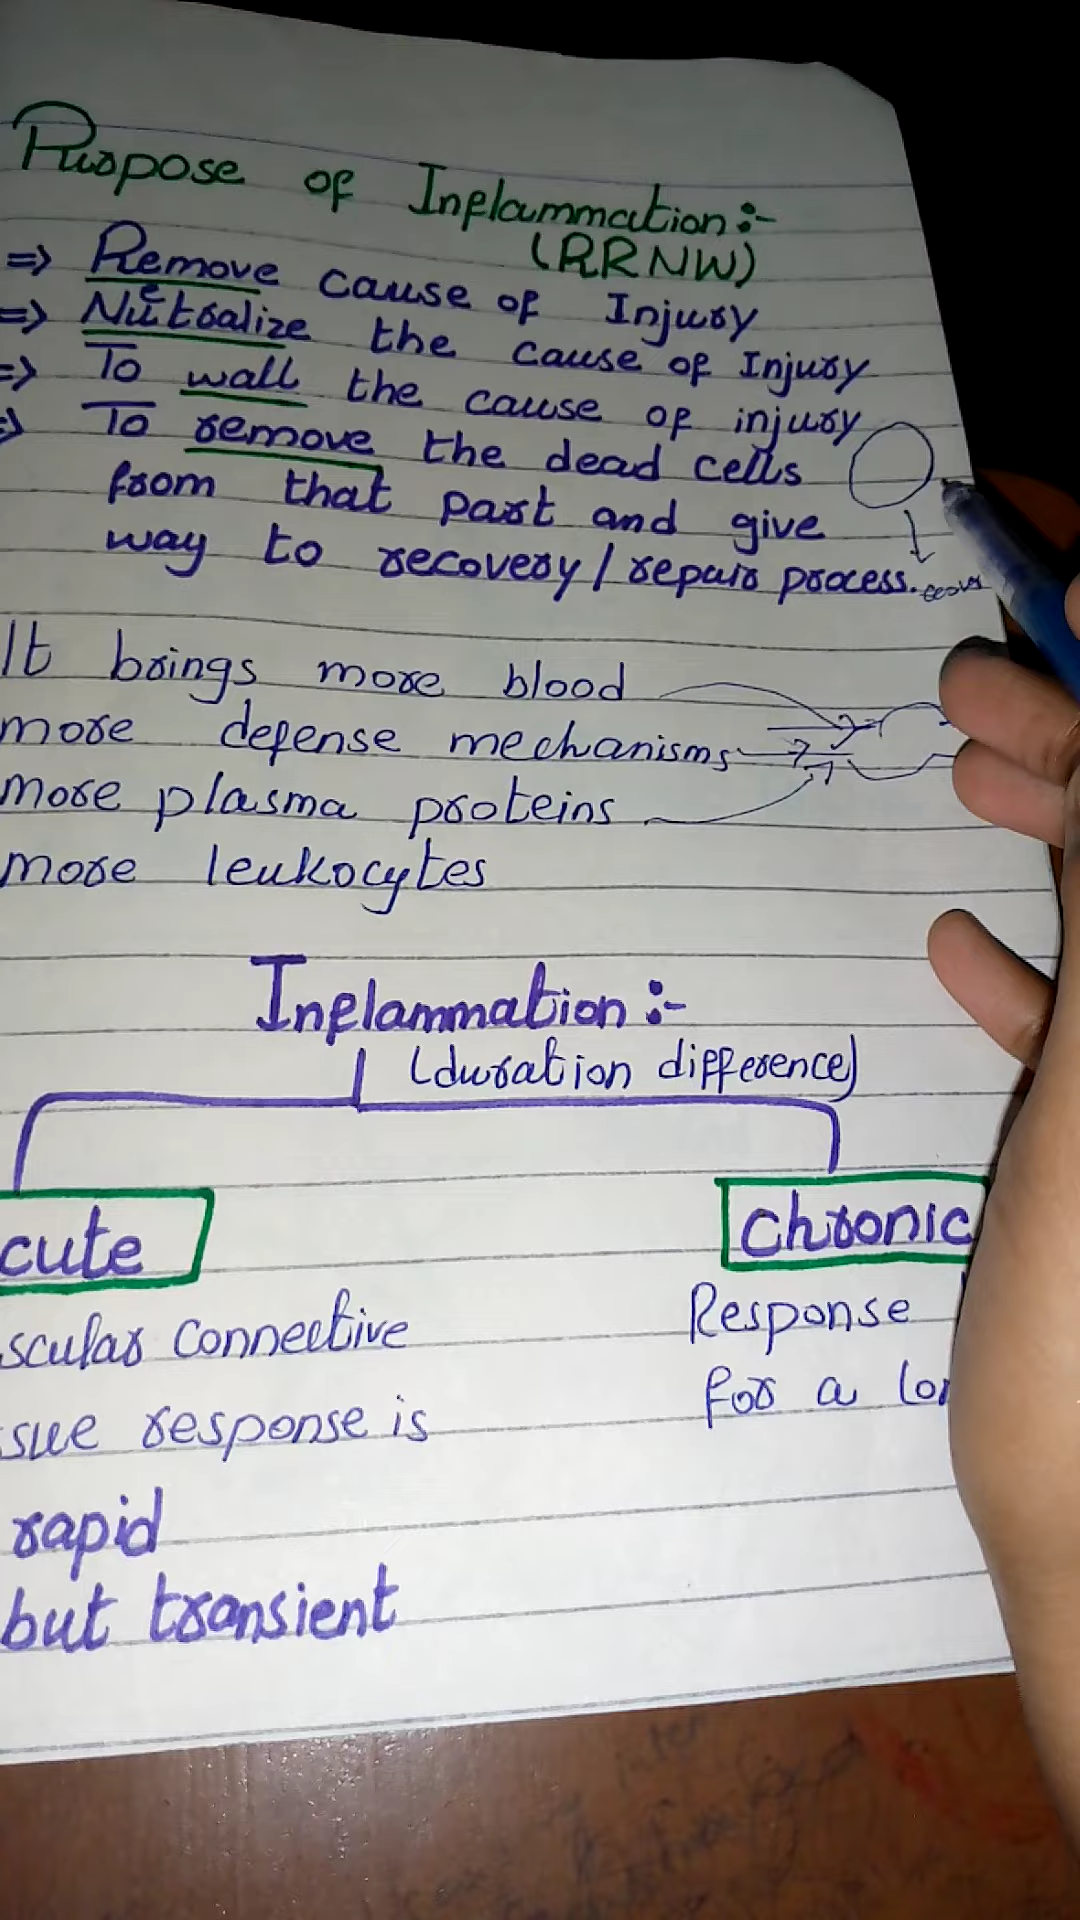 Purpose of Inflammation:-
(RRNW)
=> Remove cause of Injury
=> Neutralize the cause of Injury
=> To wall the cause of injury
=> To remove the dead cells
from that part and give
way to recovery / repair process.
It brings more blood
more defense mechanisms
more plasma proteins
more leukocytes
Inflammation :-
(duration difference)
cute
chronic
scular connective
Response
ssue response is
for a lo
rapid
but transient